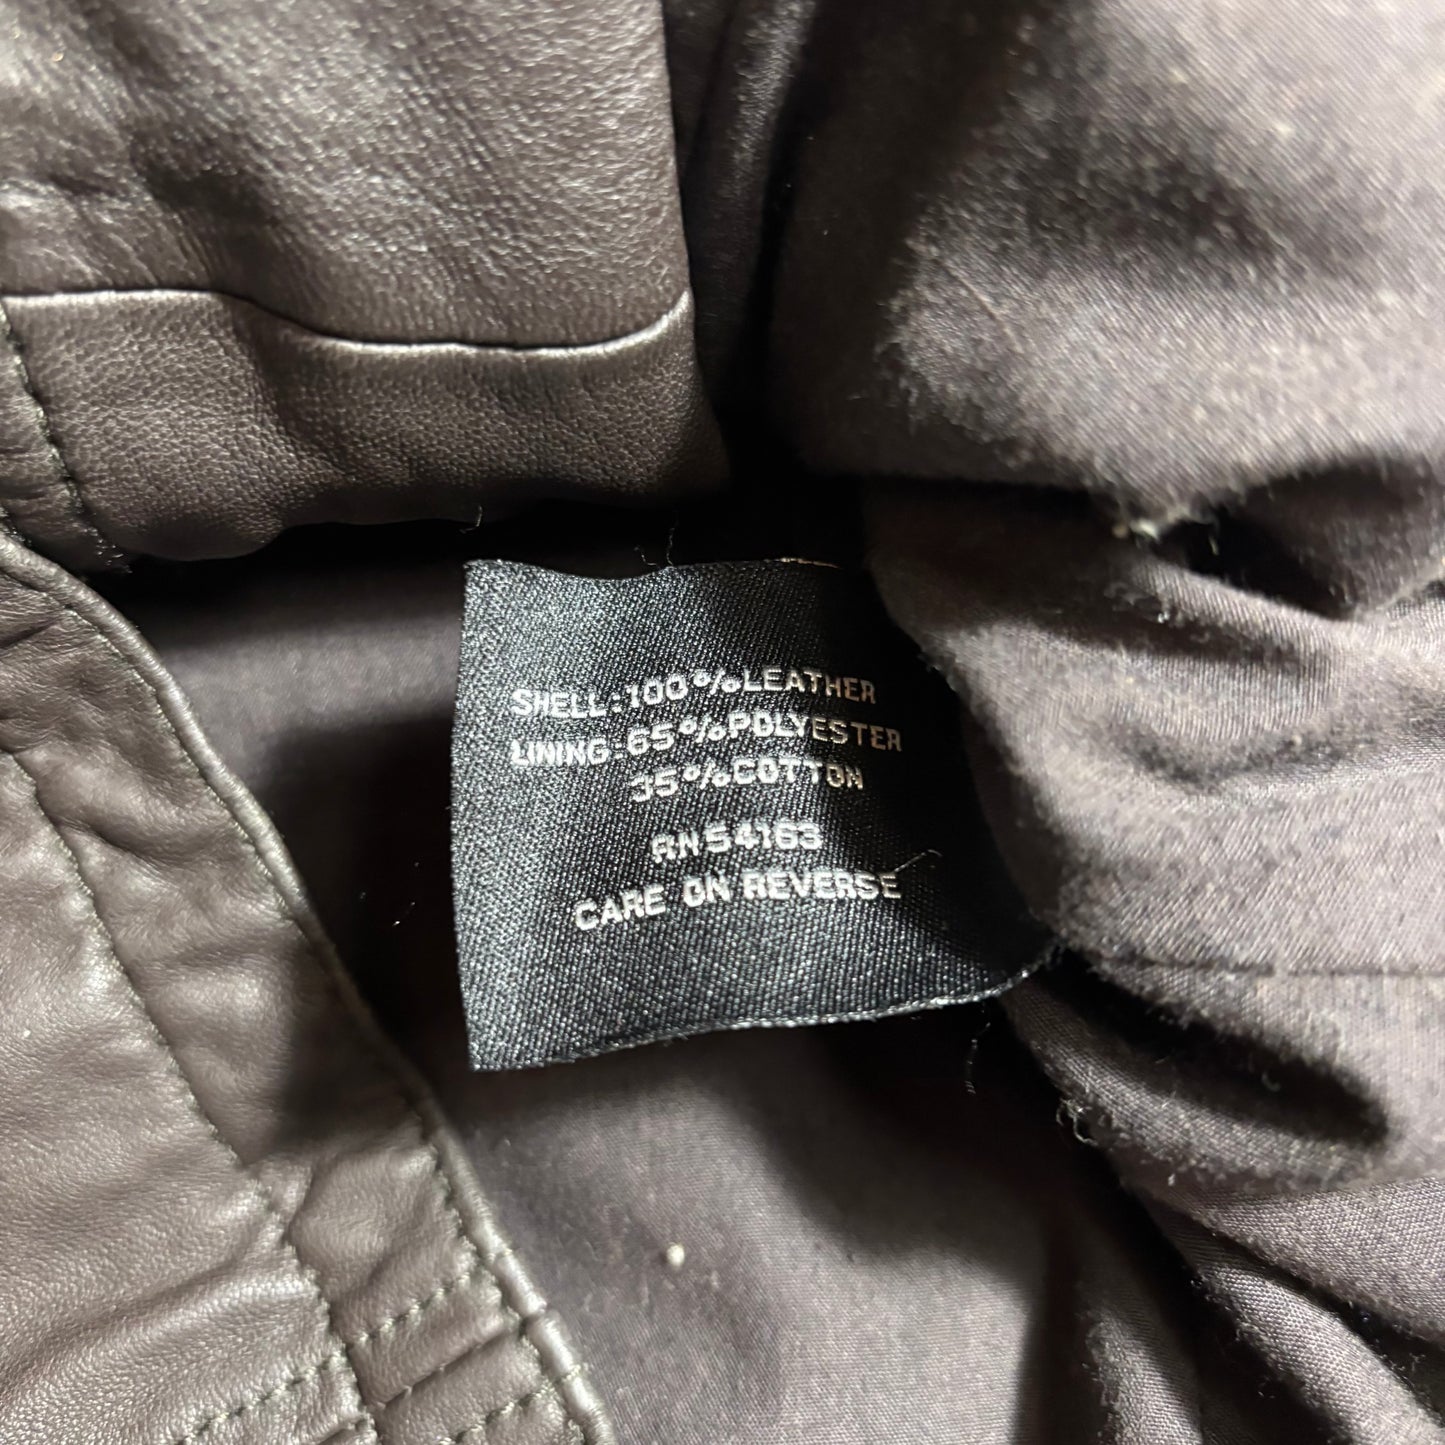 SHELL:100%LEATHER
LINING:65%POLYESTER
35%COTTON
RN54163
CARE ON REVERSE